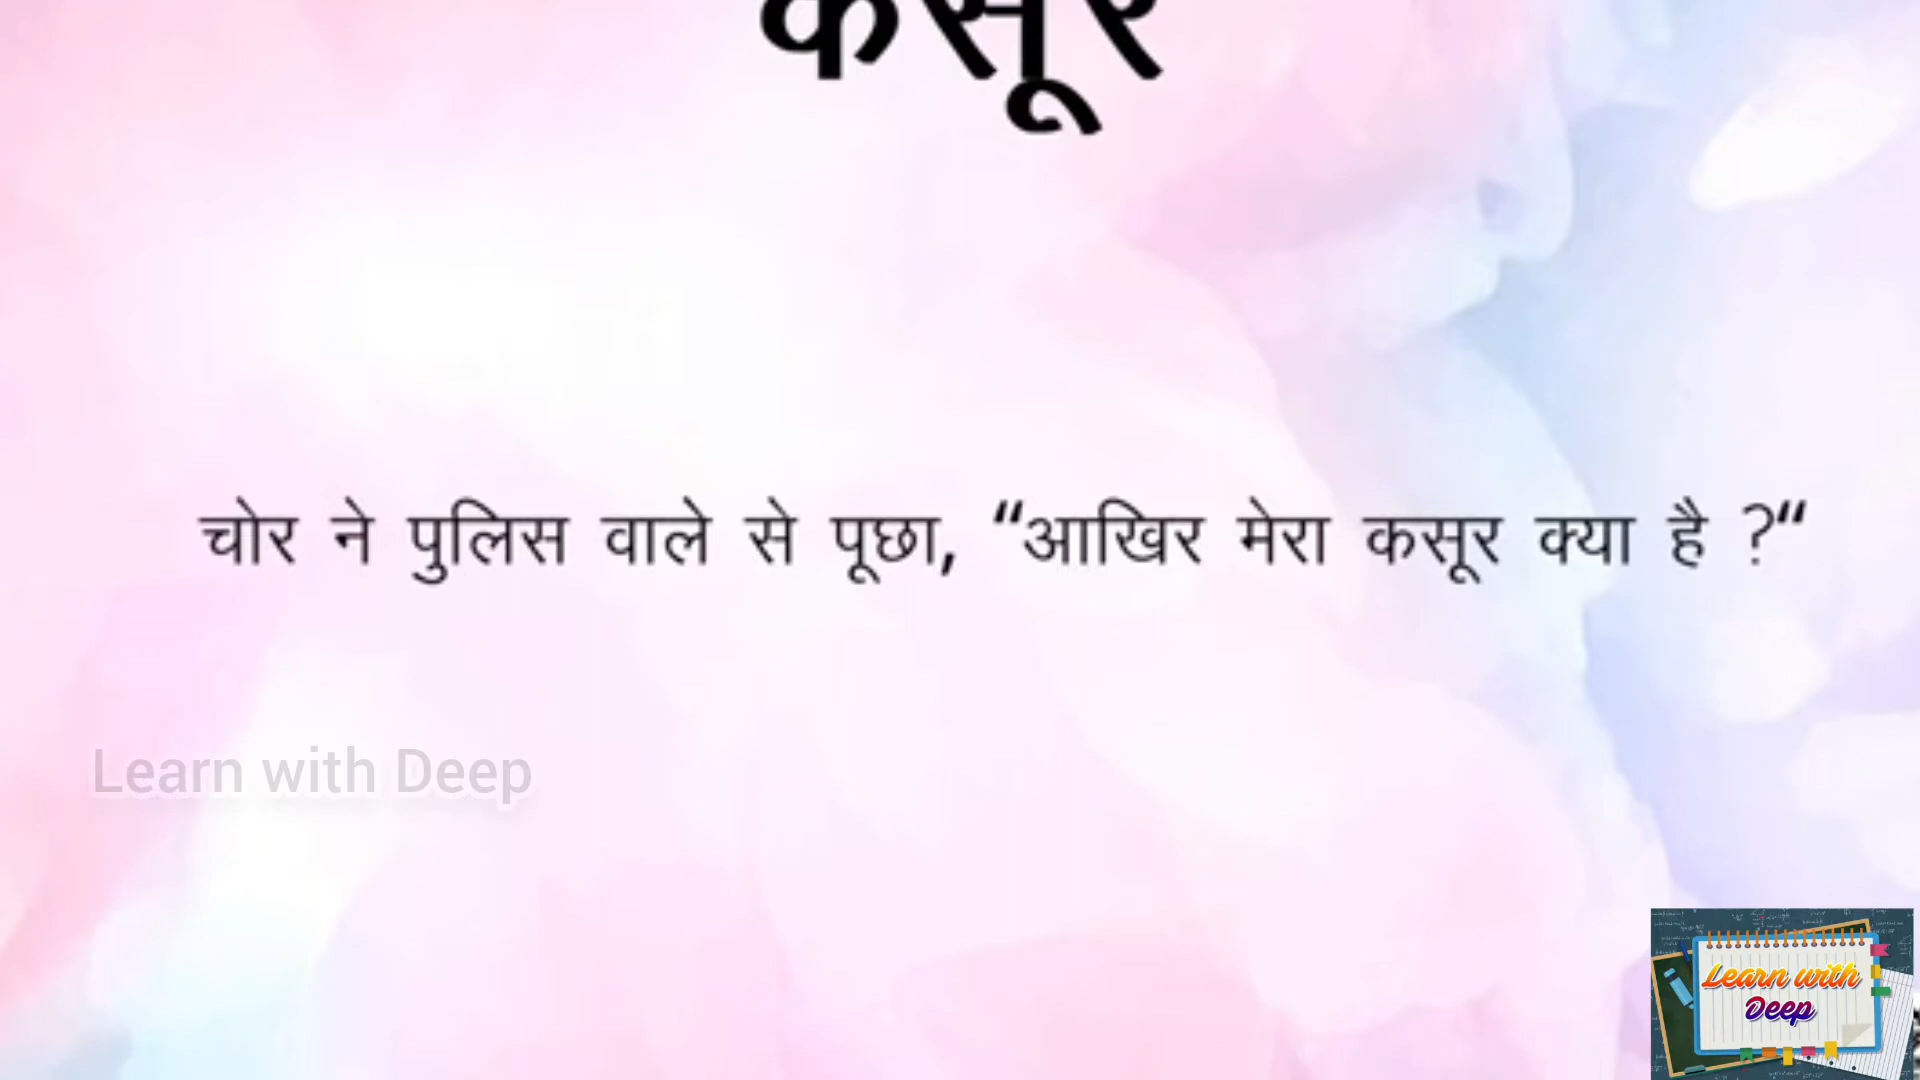 कसूर
चोर ने पुलिस वाले से पूछा, “आखिर मेरा कसूर क्या है ?“
Learn with Deep
Learn with
Deep